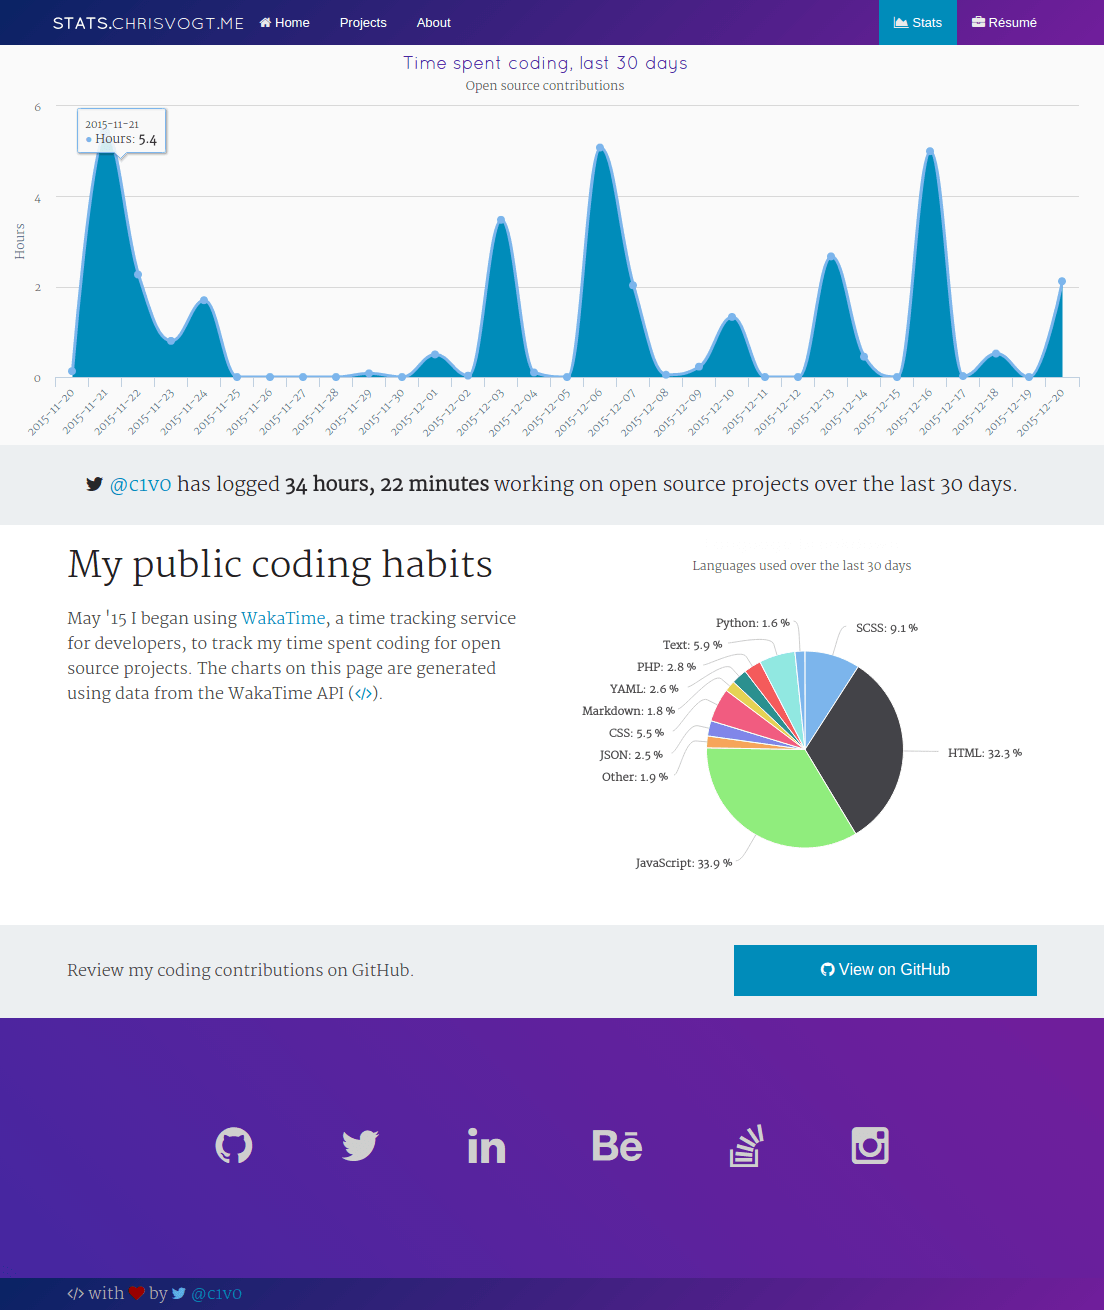 STATS.CHRISVOGT.ME Home Projects About Stats Résumé
Time spent coding, last 30 days
Open source contributions
6
2015-11-21
Hours: 5.4
4
Hours
2
0
2015-11-20 2015-11-21 2015-11-22 2015-11-23 2015-11-24 2015-11-25 2015-11-26 2015-11-27 2015-11-28 2015-11-29 2015-11-30 2015-12-01 2015-12-02 2015-12-03 2015-12-04 2015-12-05 2015-12-06 2015-12-07 2015-12-08 2015-12-09 2015-12-10 2015-12-11 2015-12-12 2015-12-13 2015-12-14 2015-12-15 2015-12-16 2015-12-17 2015-12-18 2015-12-19 2015-12-20
@c1v0 has logged 34 hours, 22 minutes working on open source projects over the last 30 days.
My public coding habits
May '15 I began using WakaTime, a time tracking service
for developers, to track my time spent coding for open
source projects. The charts on this page are generated
using data from the WakaTime API (</>).
Languages used over the last 30 days
Python: 1.6 %
SCSS: 9.1 %
Text: 5.9 %
PHP: 2.8 %
YAML: 2.6 %
Markdown: 1.8 %
CSS: 5.5 %
JSON: 2.5 %
HTML: 32.3 %
Other: 1.9 %
JavaScript: 33.9 %
Review my coding contributions on GitHub.
View on GitHub
in Bē
</> with by @c1v0